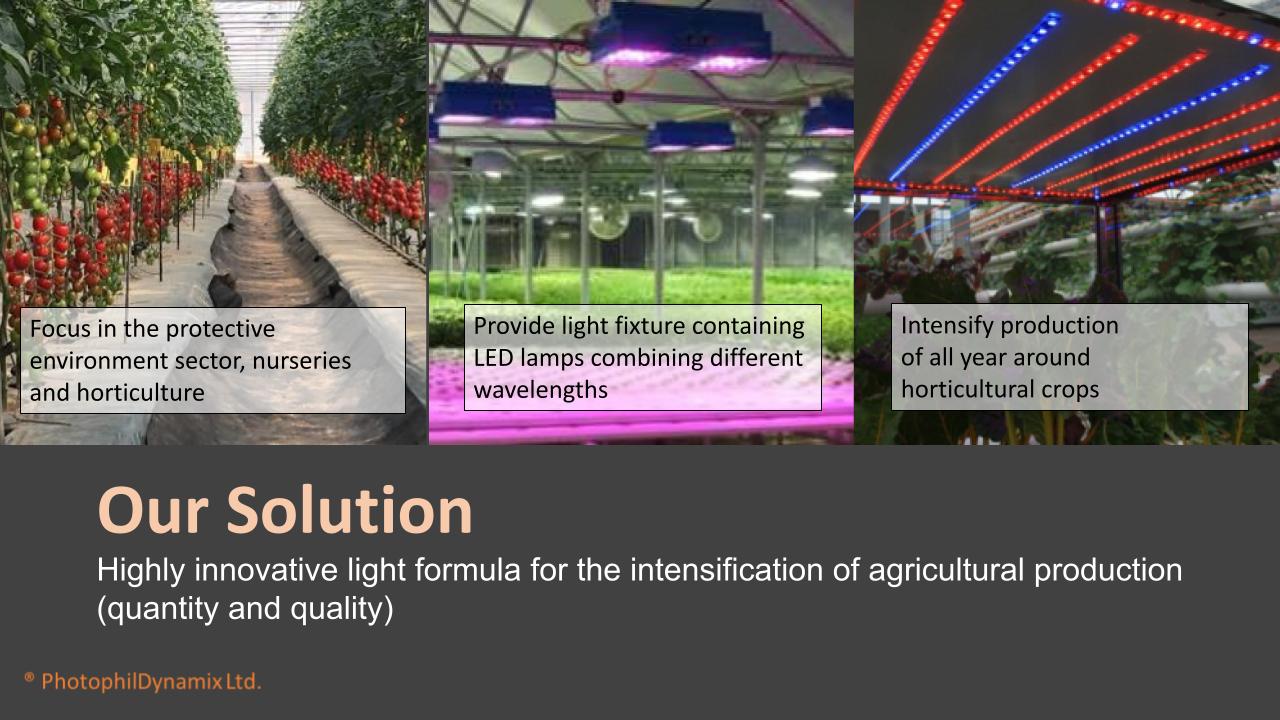 Focus in the protective
environment sector, nurseries
and horticulture
Provide light fixture containing
LED lamps combining different
wavelengths
Intensify production
of all year around
horticultural crops
Our Solution
Highly innovative light formula for the intensification of agricultural production
(quantity and quality)
® PhotophilDynamix Ltd.